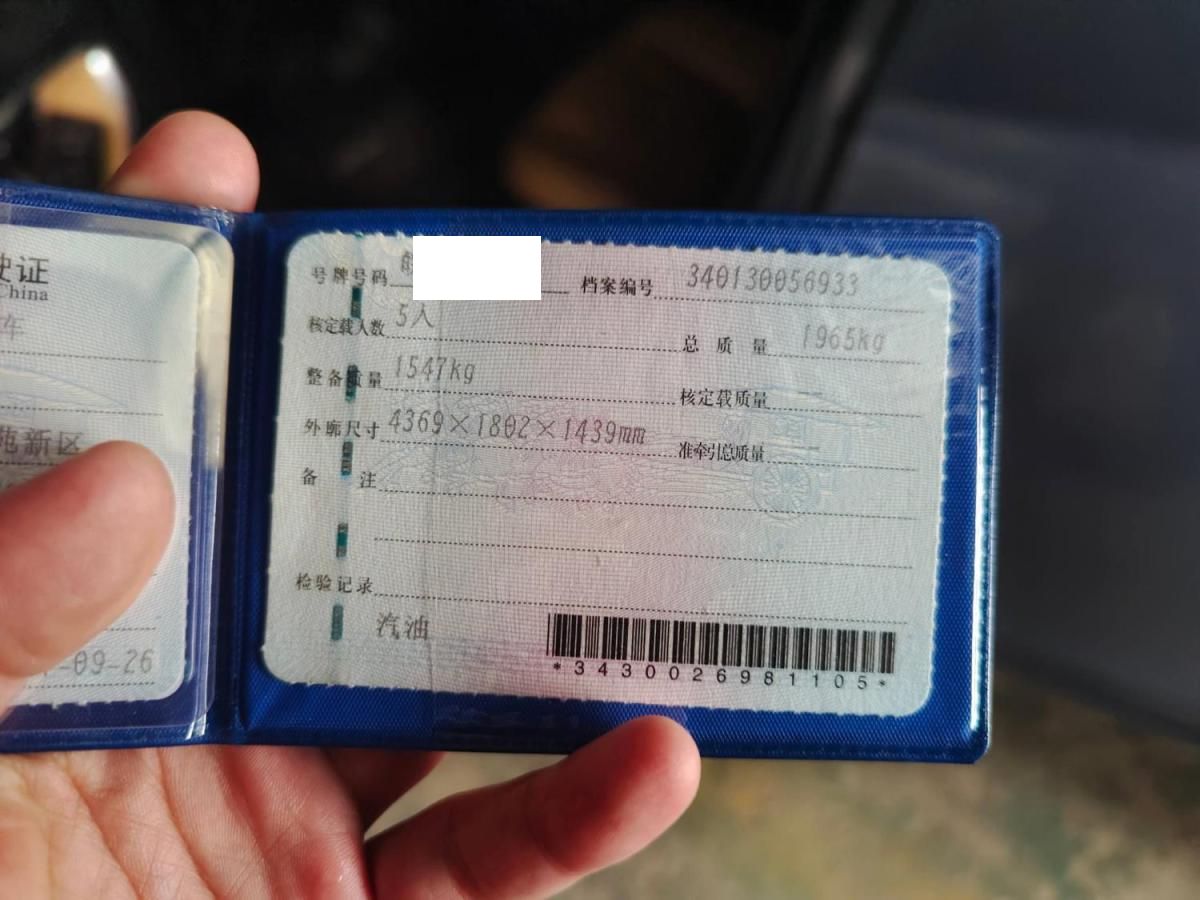 驶证
China
车
苑新区
-09-26
号牌号码 档案编号 340130056933
核定载人数 5人 总质量 1965kg
整备质量 1547kg 核定载质量 --
外廓尺寸 4369×1802×1439mm 准牵引总质量 --
备注
检验记录
汽油
*3430026981105*